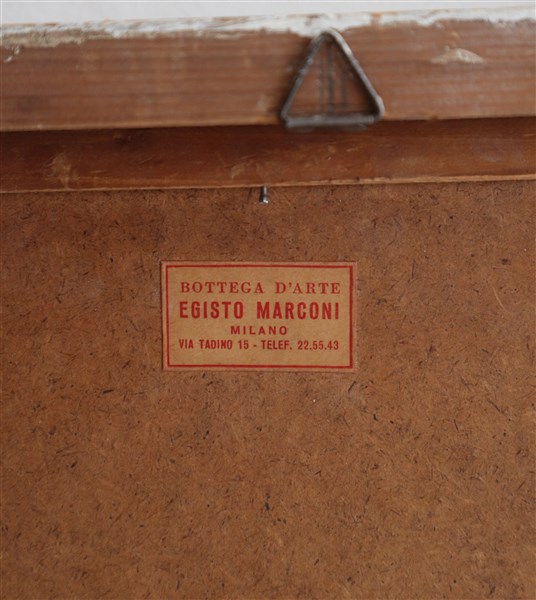 BOTTEGA D'ARTE
EGISTO MARCONI
MILANO
VIA TADINO 15 - TELEF. 22.55.43